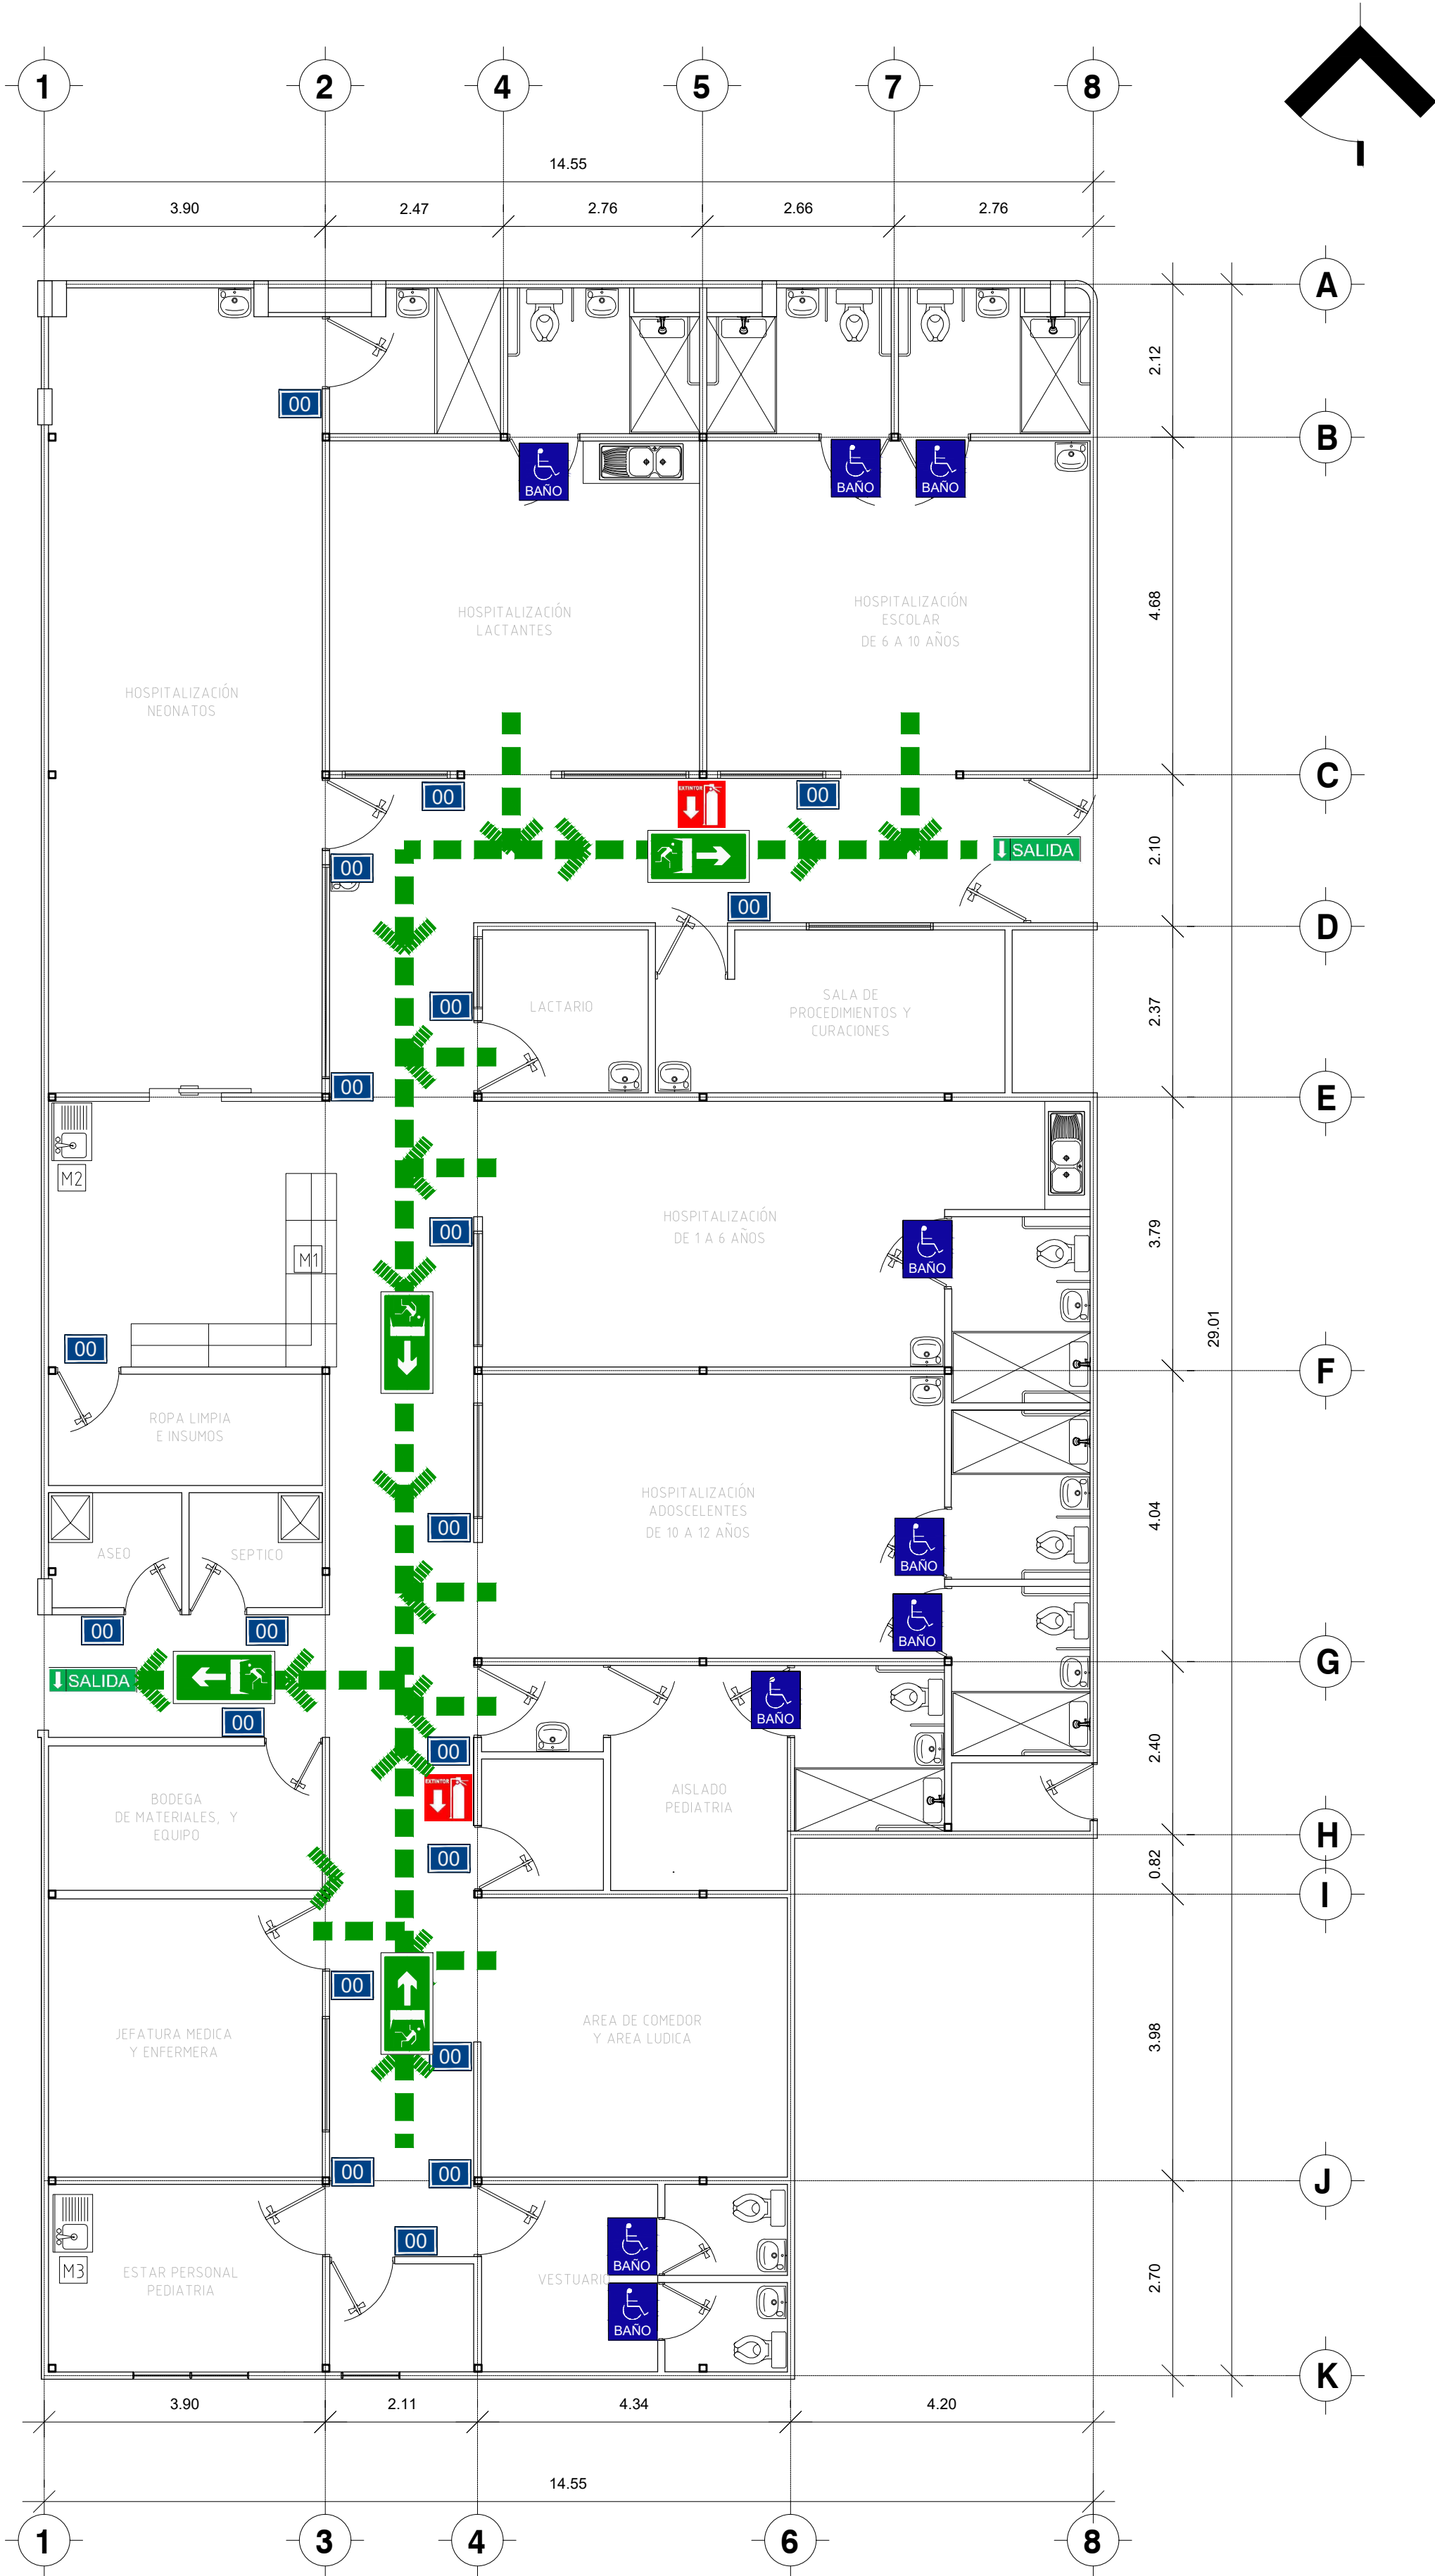 1
2
4
5
7
8
14.55
3.90
2.47
2.76
2.66
2.76
A
2.12
00
B
BAÑO
BAÑO
BAÑO
4.68
HOSPITALIZACIÓN
LACTANTES
HOSPITALIZACIÓN
ESCOLAR
DE 6 A 10 AÑOS
HOSPITALIZACIÓN
NEONATOS
C
00
EXTINTOR
00
2.10
SALIDA
00
00
D
LACTARIO
00
SALA DE
PROCEDIMIENTOS Y
CURACIONES
2.37
00
E
M2
M1
HOSPITALIZACIÓN
DE 1 A 6 AÑOS
00
BAÑO
3.79
29.01
00
F
ROPA LIMPIA
E INSUMOS
HOSPITALIZACIÓN
ADOSCELENTES
DE 10 A 12 AÑOS
00
4.04
ASEO
SEPTICO
BAÑO
00
00
BAÑO
G
SALIDA
BAÑO
00
00
2.40
BODEGA
DE MATERIALES, Y
EQUIPO
EXTINTOR
AISLADO
PEDIATRIA
H
00
0.82
I
00
JEFATURA MEDICA
Y ENFERMERA
AREA DE COMEDOR
Y AREA LUDICA
00
3.98
00
00
J
00
BAÑO
M3
ESTAR PERSONAL
PEDIATRIA
VESTUARIO
BAÑO
2.70
K
3.90
2.11
4.34
4.20
14.55
1
3
4
6
8